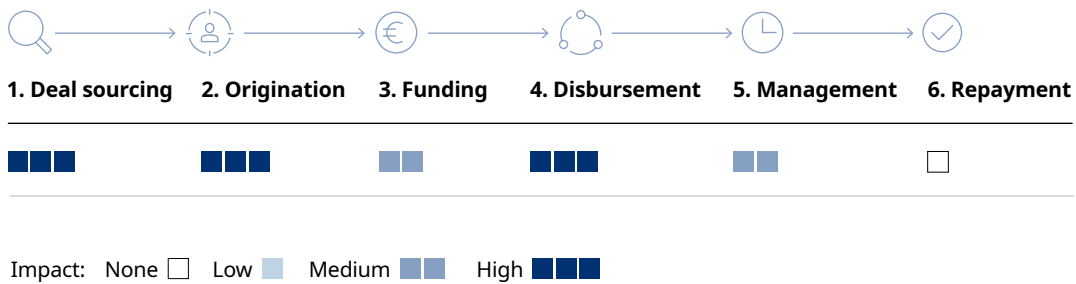 1. Deal sourcing 2. Origination 3. Funding 4. Disbursement 5. Management 6. Repayment
Impact: None Low Medium High